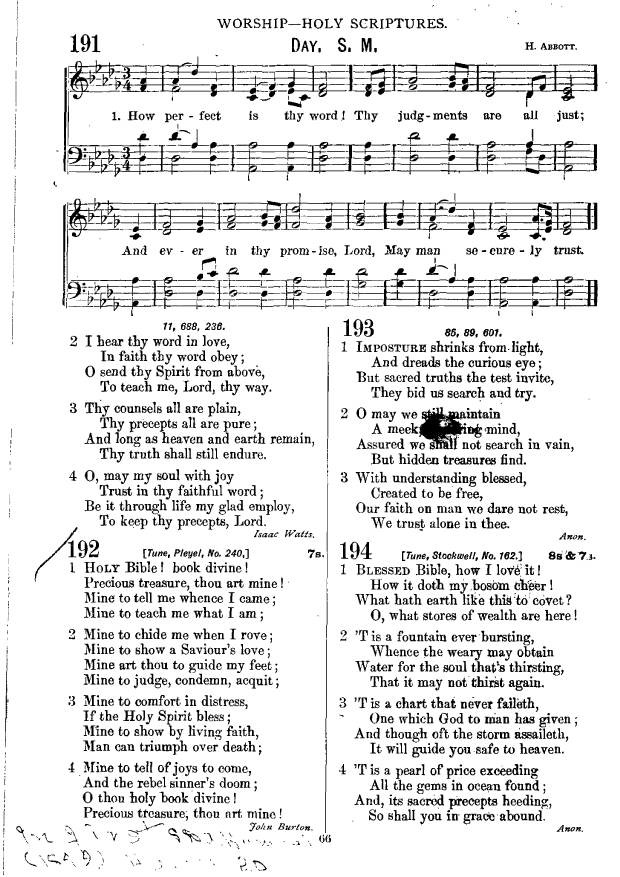 WORSHIP—HOLY SCRIPTURES.
191 DAY. S. M. H. ABBOTT.
3 4
1. How per - fect is thy word! Thy judg - ments are all just;
And ev - er in thy prom - ise, Lord, May man se - cure - ly trust.
11, 688, 236.
2 I hear thy word in love,
In faith thy word obey;
O send thy Spirit from above,
To teach me, Lord, thy way.
3 Thy counsels all are plain,
Thy precepts all are pure;
And long as heaven and earth remain,
Thy truth shall still endure.
4 O, may my soul with joy
Trust in thy faithful word;
Be it through life my glad employ,
To keep thy precepts, Lord.
Isaac Watts.
192 [Tune, Pleyel, No. 240,] 7s.
1 HOLY Bible! book divine!
Precious treasure, thou art mine!
Mine to tell me whence I came;
Mine to teach me what I am;
2 Mine to chide me when I rove;
Mine to show a Saviour's love;
Mine art thou to guide my feet;
Mine to judge, condemn, acquit;
3 Mine to comfort in distress,
If the Holy Spirit bless;
Mine to show by living faith,
Man can triumph over death;
4 Mine to tell of joys to come,
And the rebel sinner's doom;
O thou holy book divine!
Precious treasure, thou art mine!
John Burton.
193 85, 89, 601.
1 IMPOSTURE shrinks from light,
And dreads the curious eye;
But sacred truths the test invite,
They bid us search and try.
2 O may we still maintain
A meek, mind,
Assured we shall not search in vain,
But hidden treasures find.
3 With understanding blessed,
Created to be free,
Our faith on man we dare not rest,
We trust alone in thee.
Anon.
194 [Tune, Stockwell, No. 162.] 8s & 7s.
1 BLESSED Bible, how I love it!
How it doth my bosom cheer!
What hath earth like this to covet?
O, what stores of wealth are here!
2 'T is a fountain ever bursting,
Whence the weary may obtain
Water for the soul that's thirsting,
That it may not thirst again.
3 'T is a chart that never faileth,
One which God to man has given;
And though oft the storm assaileth,
It will guide you safe to heaven.
4 'T is a pearl of price exceeding
All the gems in ocean found;
And, its sacred precepts heeding,
So shall you in grace abound.
Anon.
66